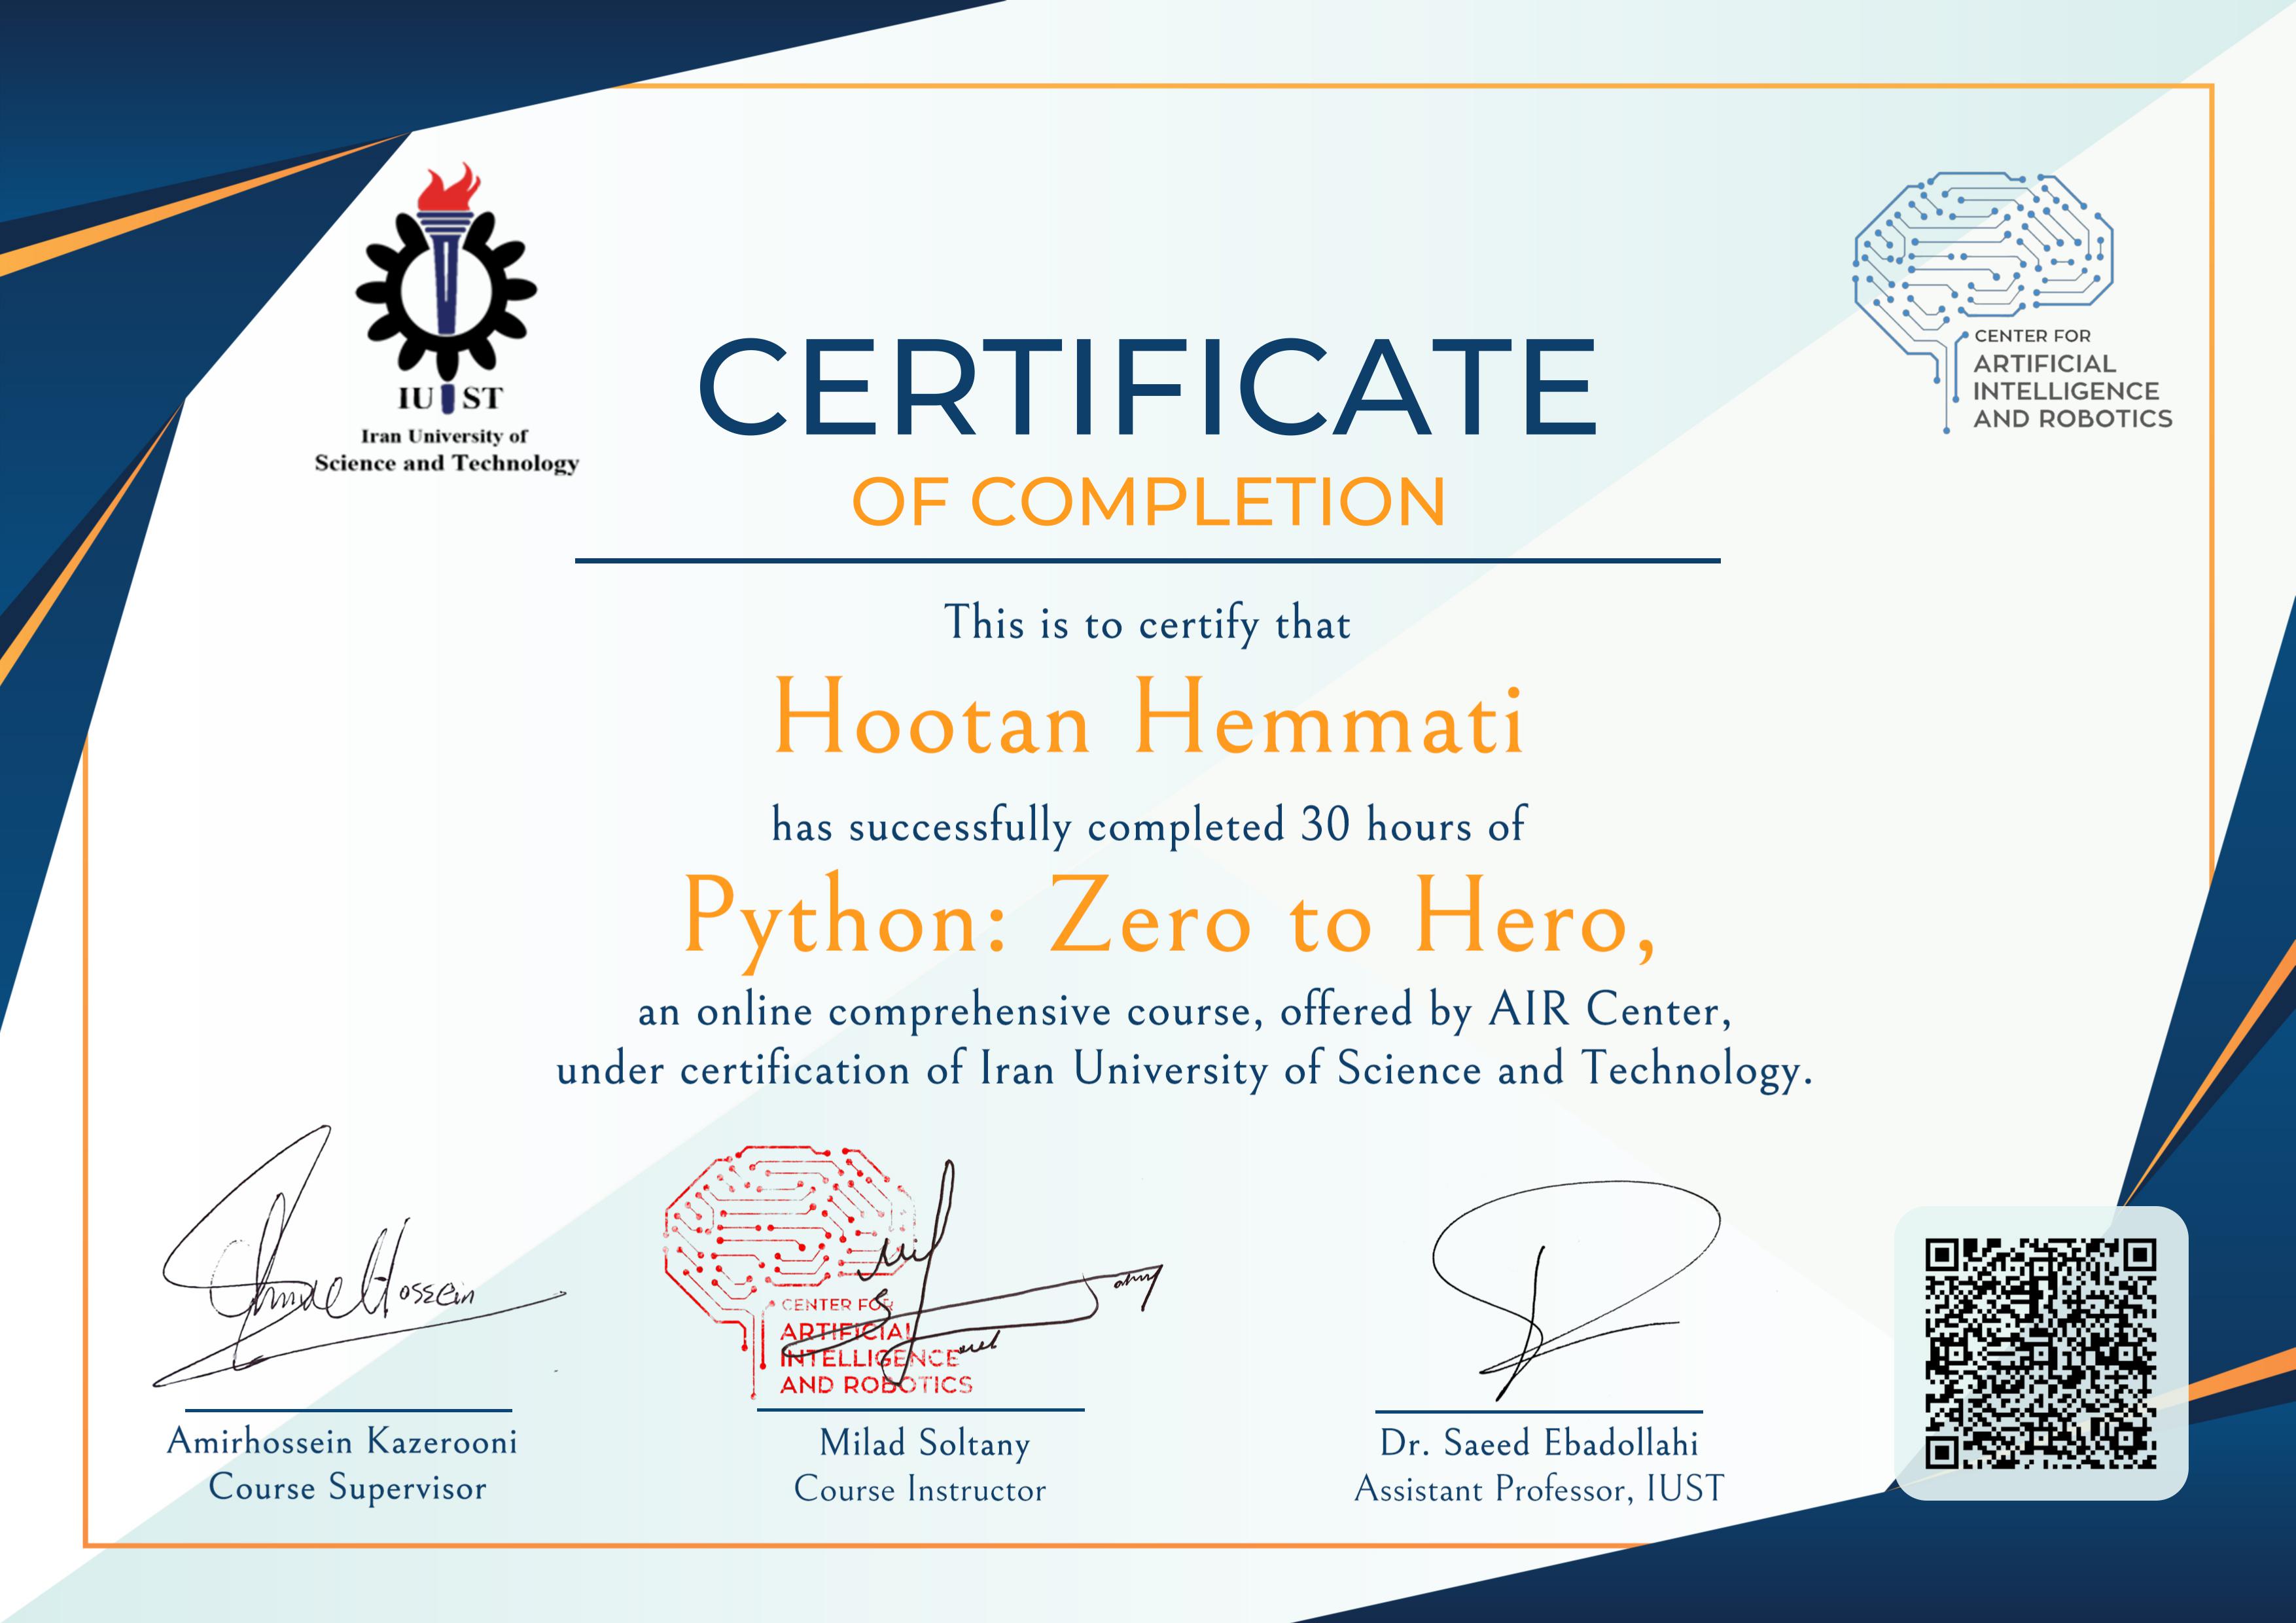 IUST
Iran University of
Science and Technology
CENTER FOR
ARTIFICIAL
INTELLIGENCE
AND ROBOTICS
CERTIFICATE
OF COMPLETION
This is to certify that
Hootan Hemmati
has successfully completed 30 hours of
Python: Zero to Hero,
an online comprehensive course, offered by AIR Center,
under certification of Iran University of Science and Technology.
CENTER FOR
ARTIFICIAL
INTELLIGENCE
AND ROBOTICS
Amirhossein Kazerooni
Course Supervisor
Milad Soltany
Course Instructor
Dr. Saeed Ebadollahi
Assistant Professor, IUST